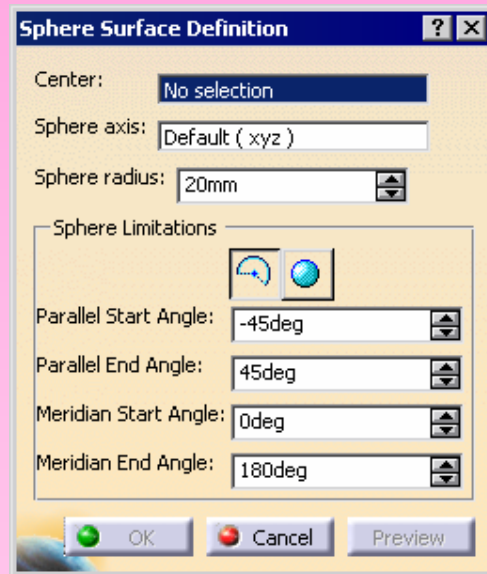 Sphere Surface Definition
Center: No selection
Sphere axis: Default ( xyz )
Sphere radius: 20mm
Sphere Limitations
Parallel Start Angle: -45deg
Parallel End Angle: 45deg
Meridian Start Angle: 0deg
Meridian End Angle: 180deg
OK Cancel Preview